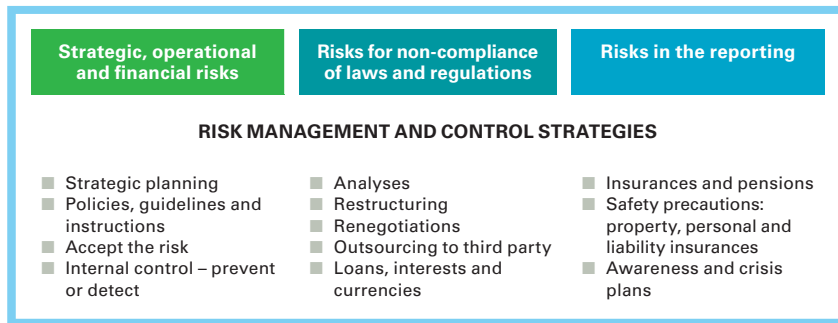 Strategic, operational
and financial risks
Risks for non-compliance
of laws and regulations
Risks in the reporting
RISK MANAGEMENT AND CONTROL STRATEGIES
Strategic planning
Policies, guidelines and
instructions
Accept the risk
Internal control – prevent
or detect
Analyses
Restructuring
Renegotiations
Outsourcing to third party
Loans, interests and
currencies
Insurances and pensions
Safety precautions:
property, personal and
liability insurances
Awareness and crisis
plans